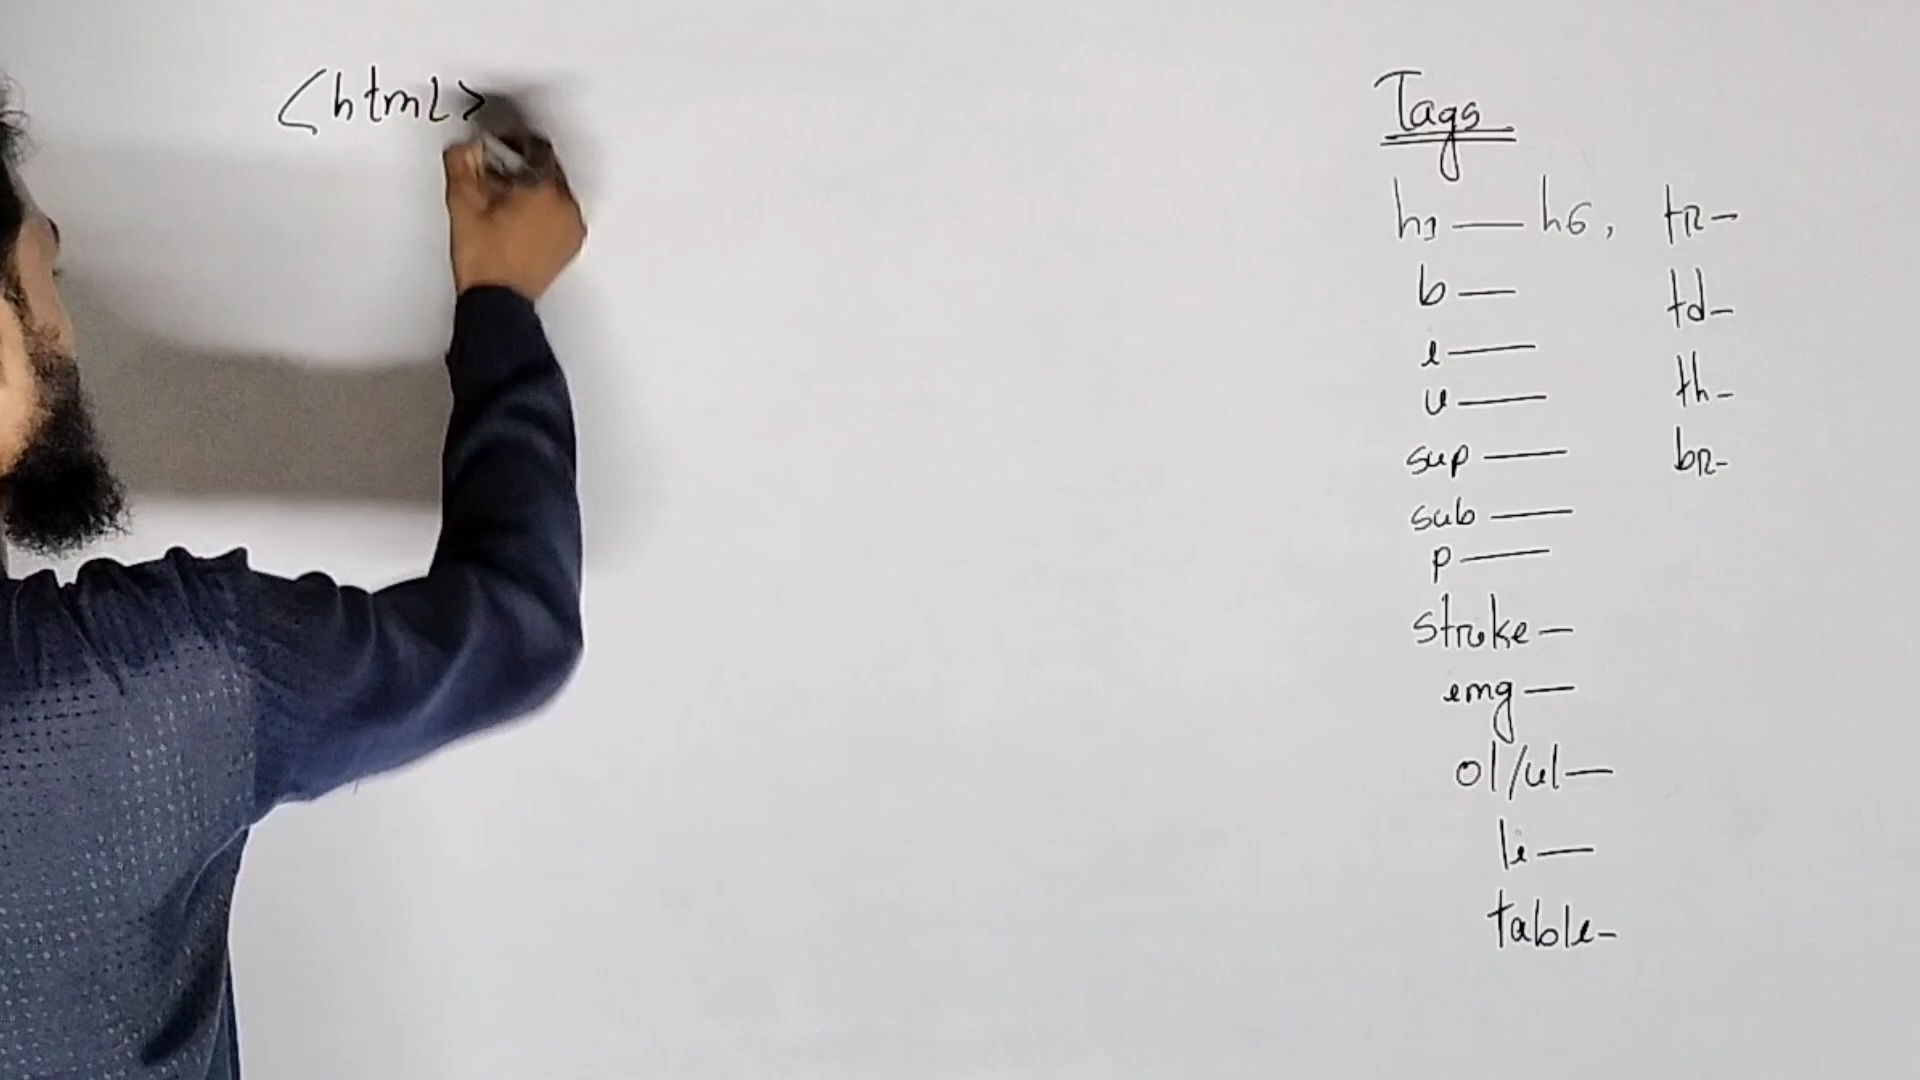 <html>
Tags
h1 — h6,
b —
i —
u —
sup —
sub —
p —
stroke —
img —
ol/ul —
li —
table -
tr -
td -
th -
br -